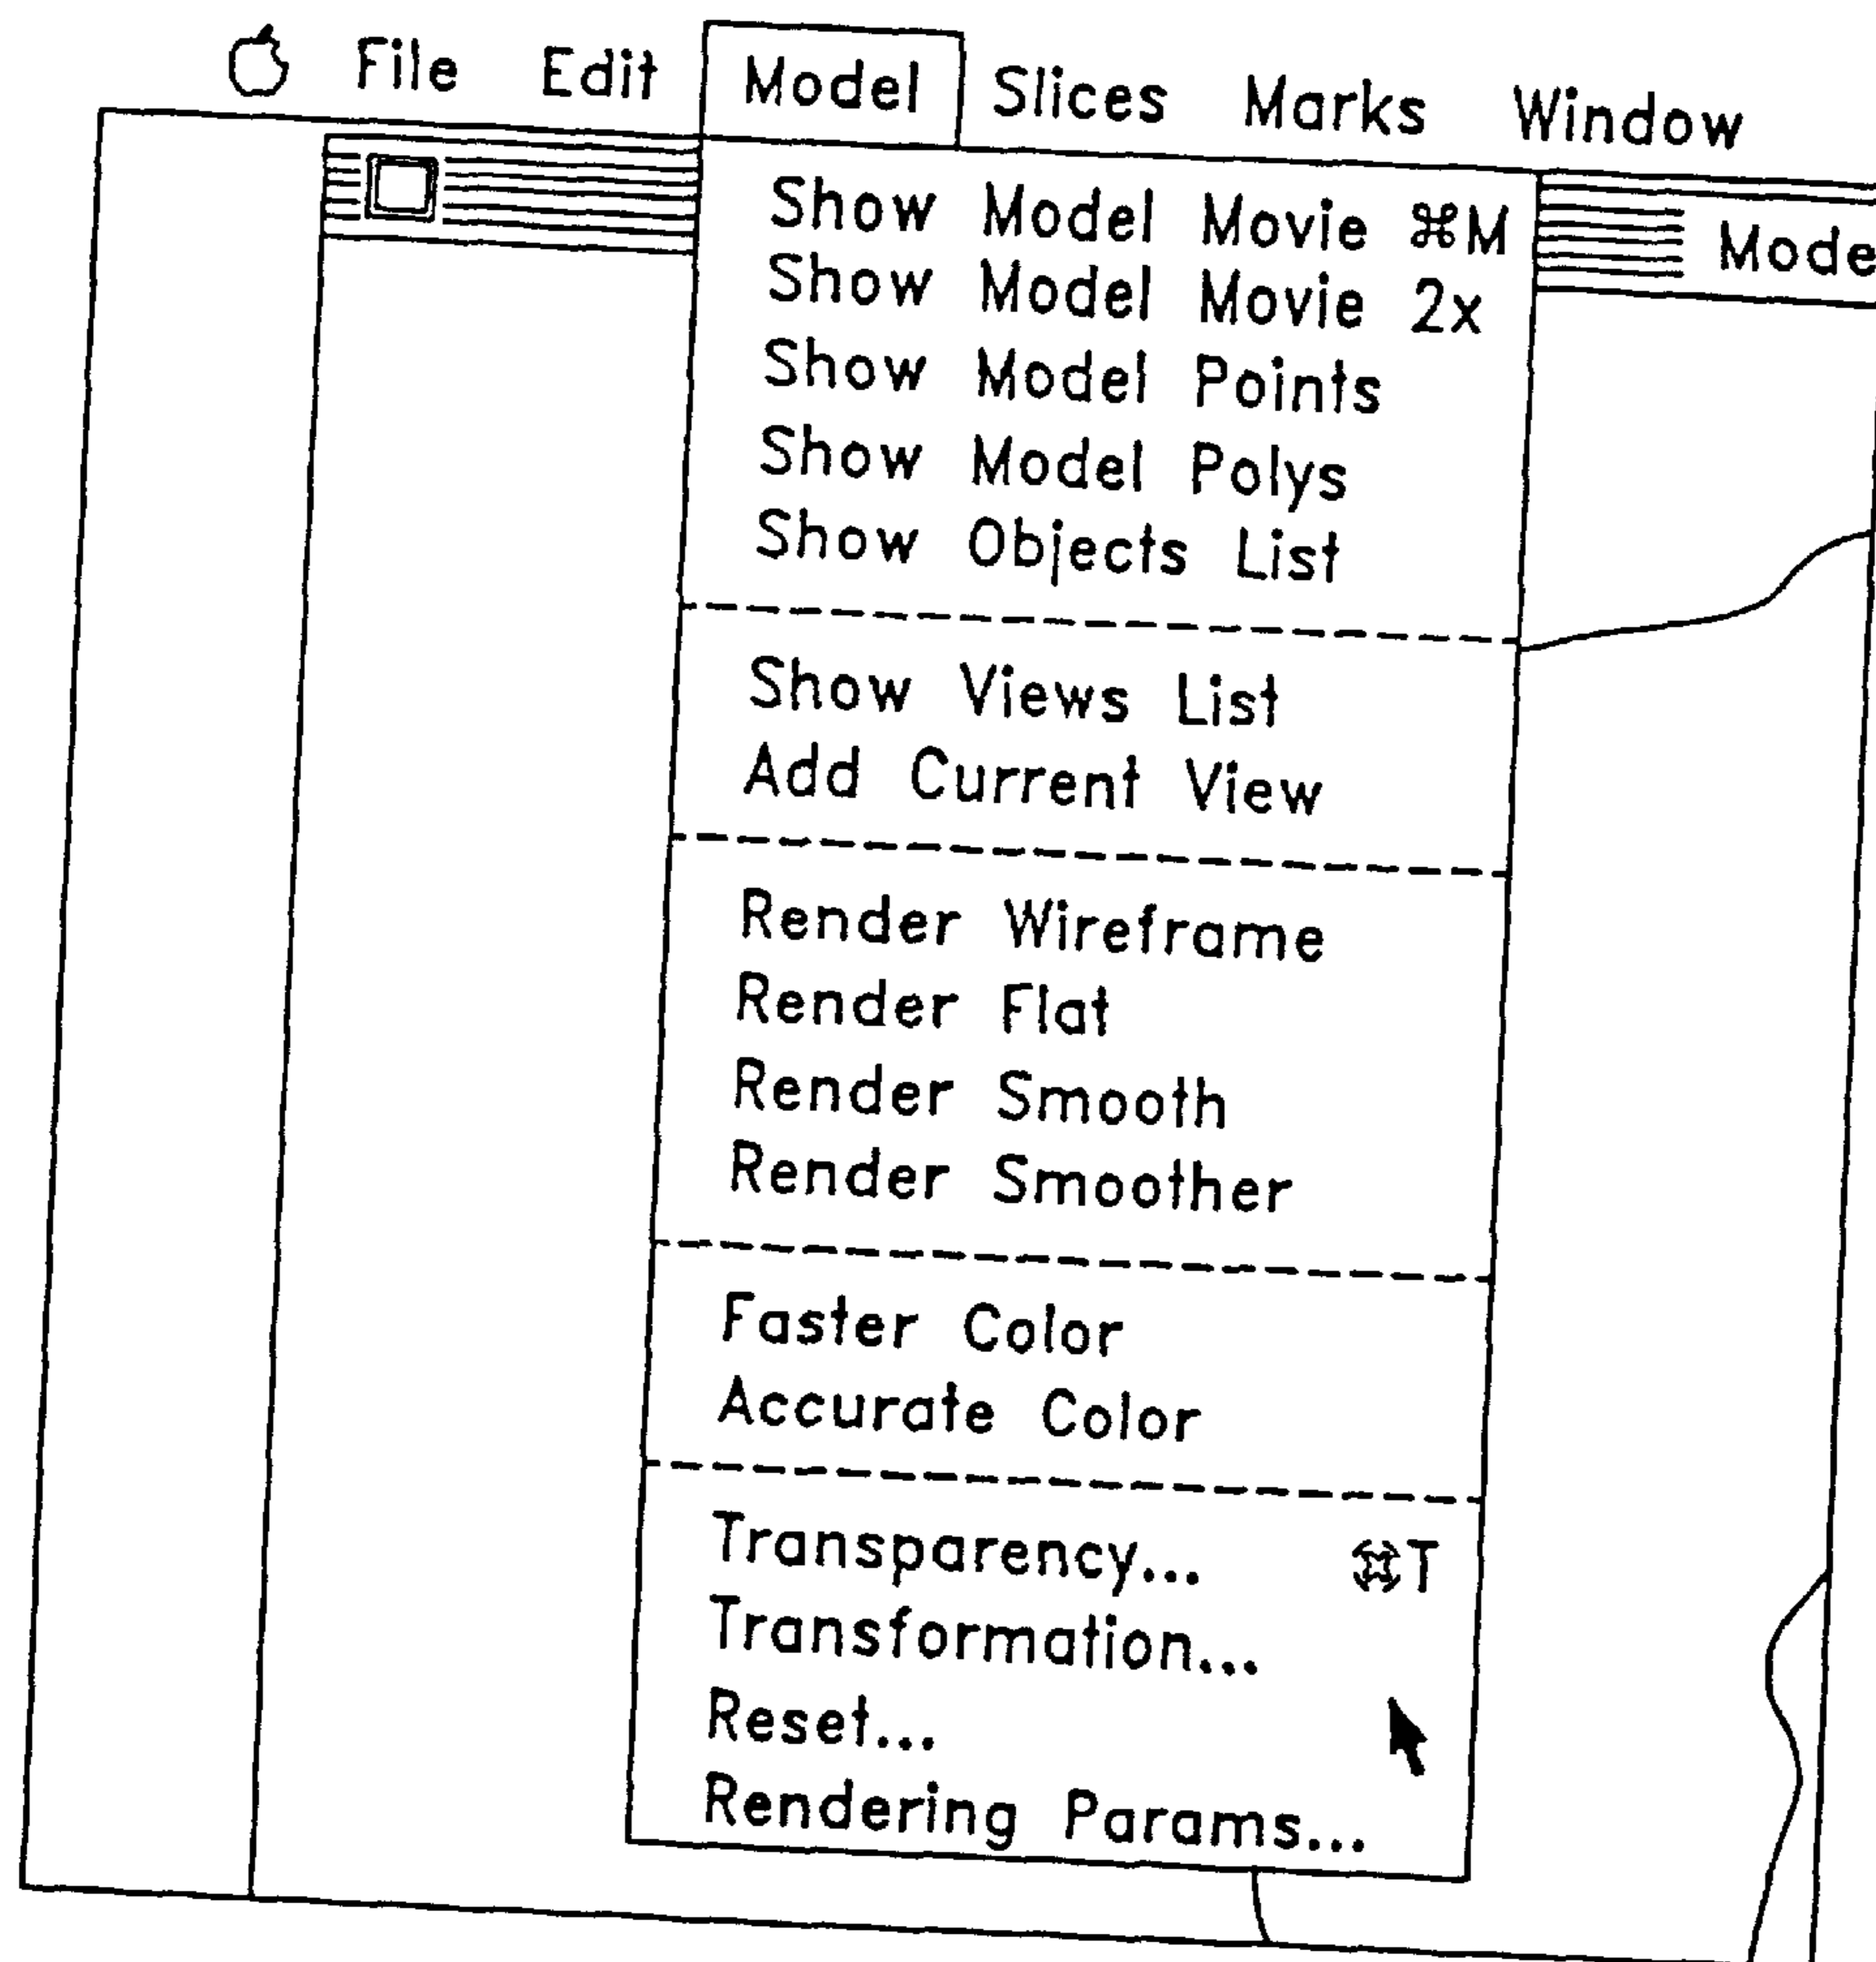 File Edit Model Slices Marks Window
Mode
Show Model Movie ⌘M
Show Model Movie 2x
Show Model Points
Show Model Polys
Show Objects List
Show Views List
Add Current View
Render Wireframe
Render Flat
Render Smooth
Render Smoother
Faster Color
Accurate Color
Transparency... ⌘T
Transformation...
Reset...
Rendering Params...